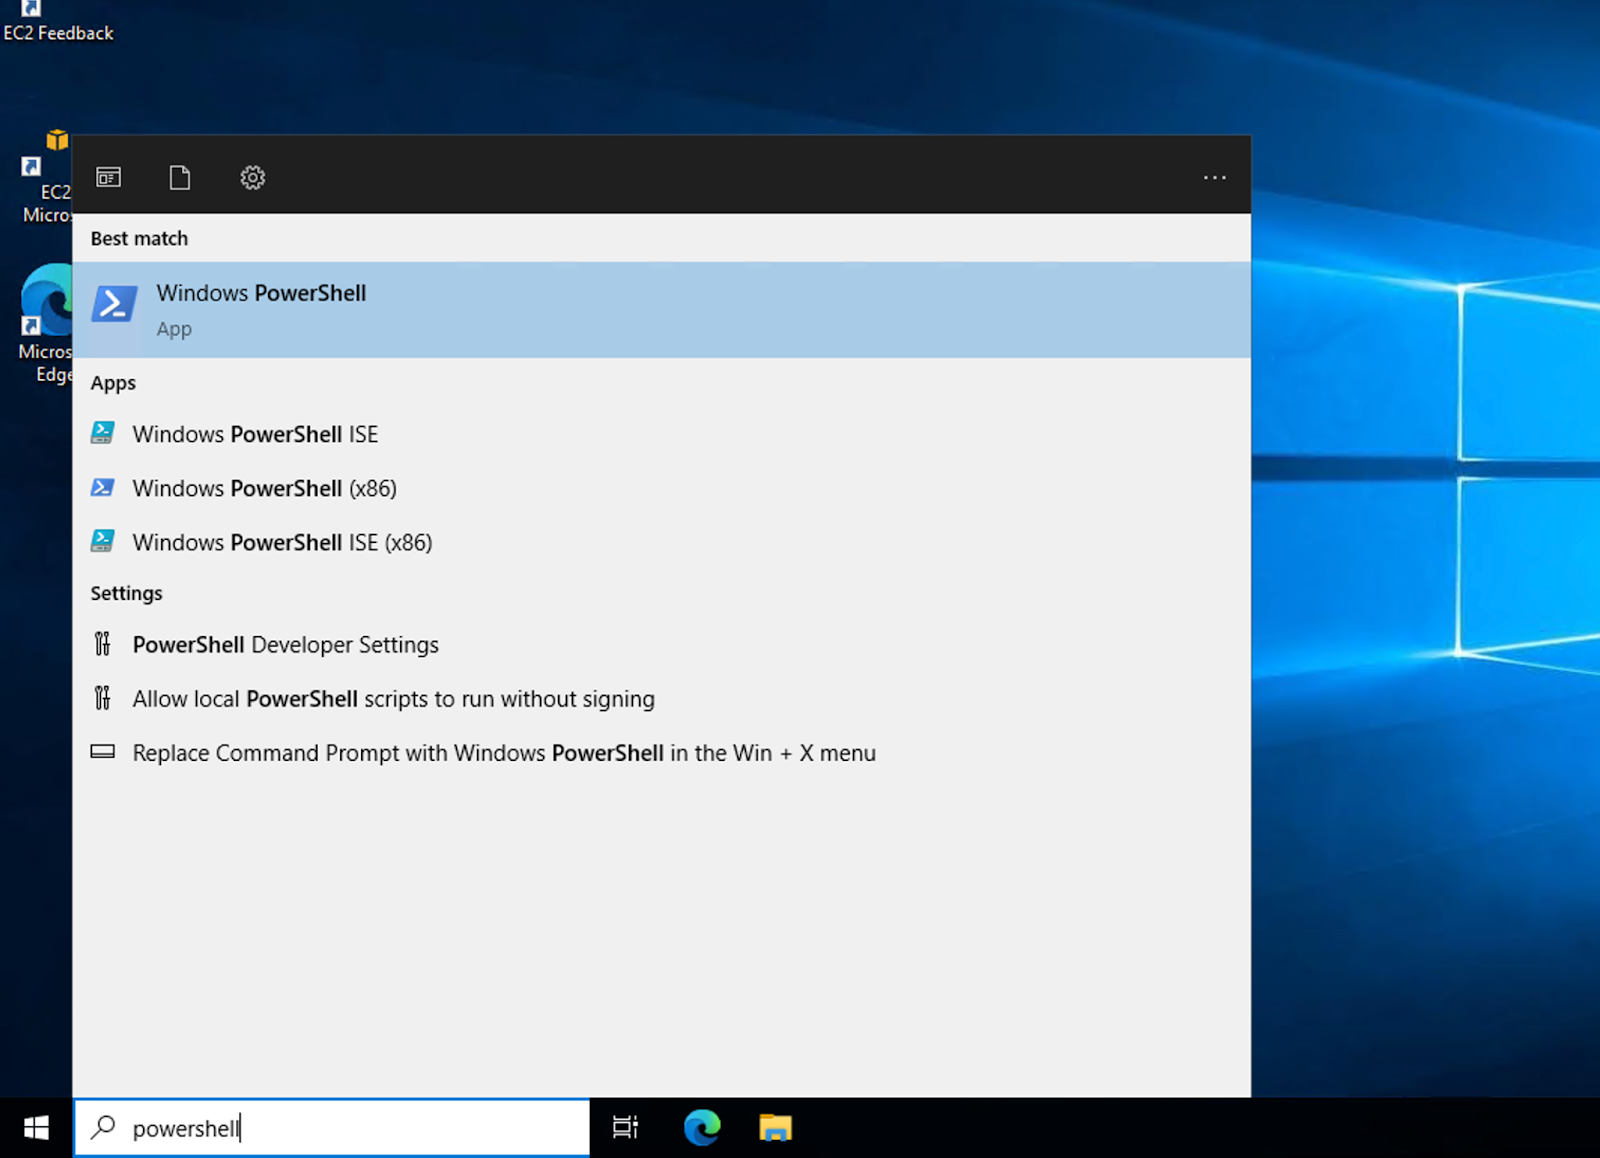 EC2 Feedback
EC2
Micros
Micros
Edge
Best match
Windows PowerShell
App
Apps
Windows PowerShell ISE
Windows PowerShell (x86)
Windows PowerShell ISE (x86)
Settings
PowerShell Developer Settings
Allow local PowerShell scripts to run without signing
Replace Command Prompt with Windows PowerShell in the Win + X menu
powershell